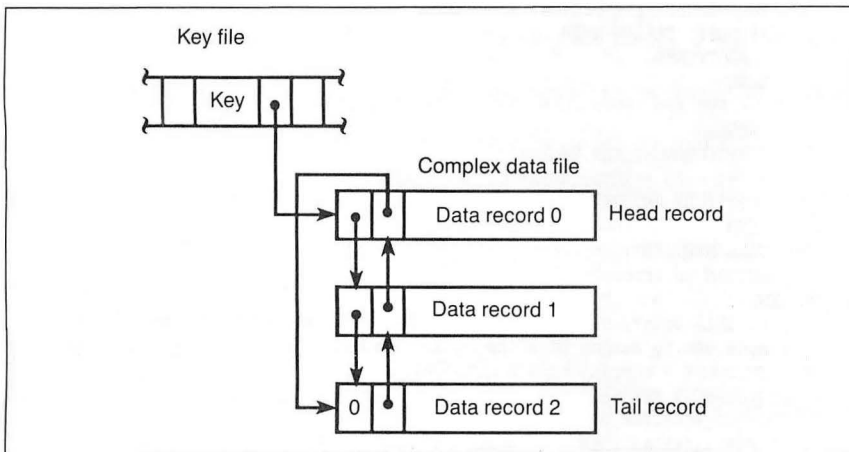 Key file
Key
Complex data file
Data record 0
Head record
Data record 1
0
Data record 2
Tail record